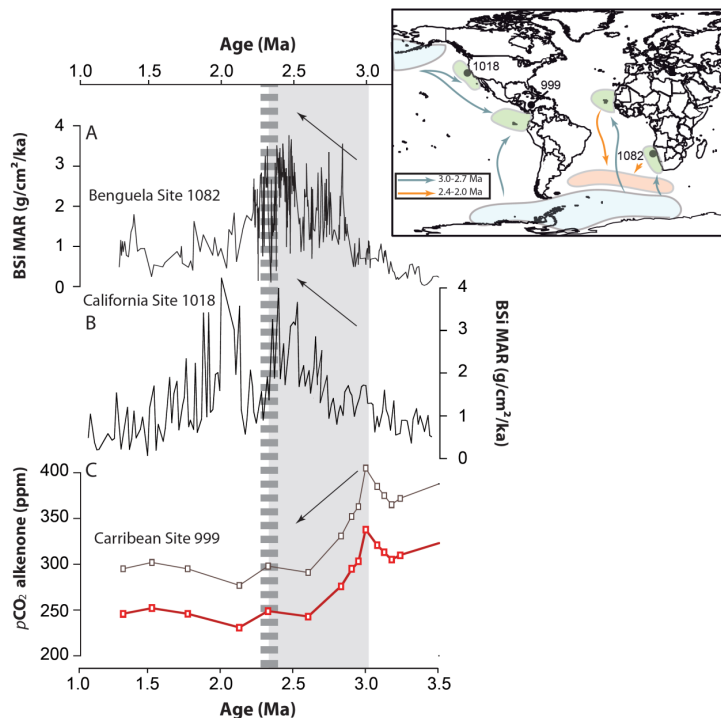 Age (Ma)
1.0 1.5 2.0 2.5 3.0
A
4
3
2
1
0
BSi MAR (g/cm²/ka)
Benguela Site 1082
1018
999
1082
3.0-2.7 Ma
2.4-2.0 Ma
California Site 1018
B
4
3
2
1
0
BSi MAR (g/cm²/ka)
C
400
350
300
250
200
pCO₂ alkenone (ppm)
Carribean Site 999
1.0 1.5 2.0 2.5 3.0 3.5
Age (Ma)